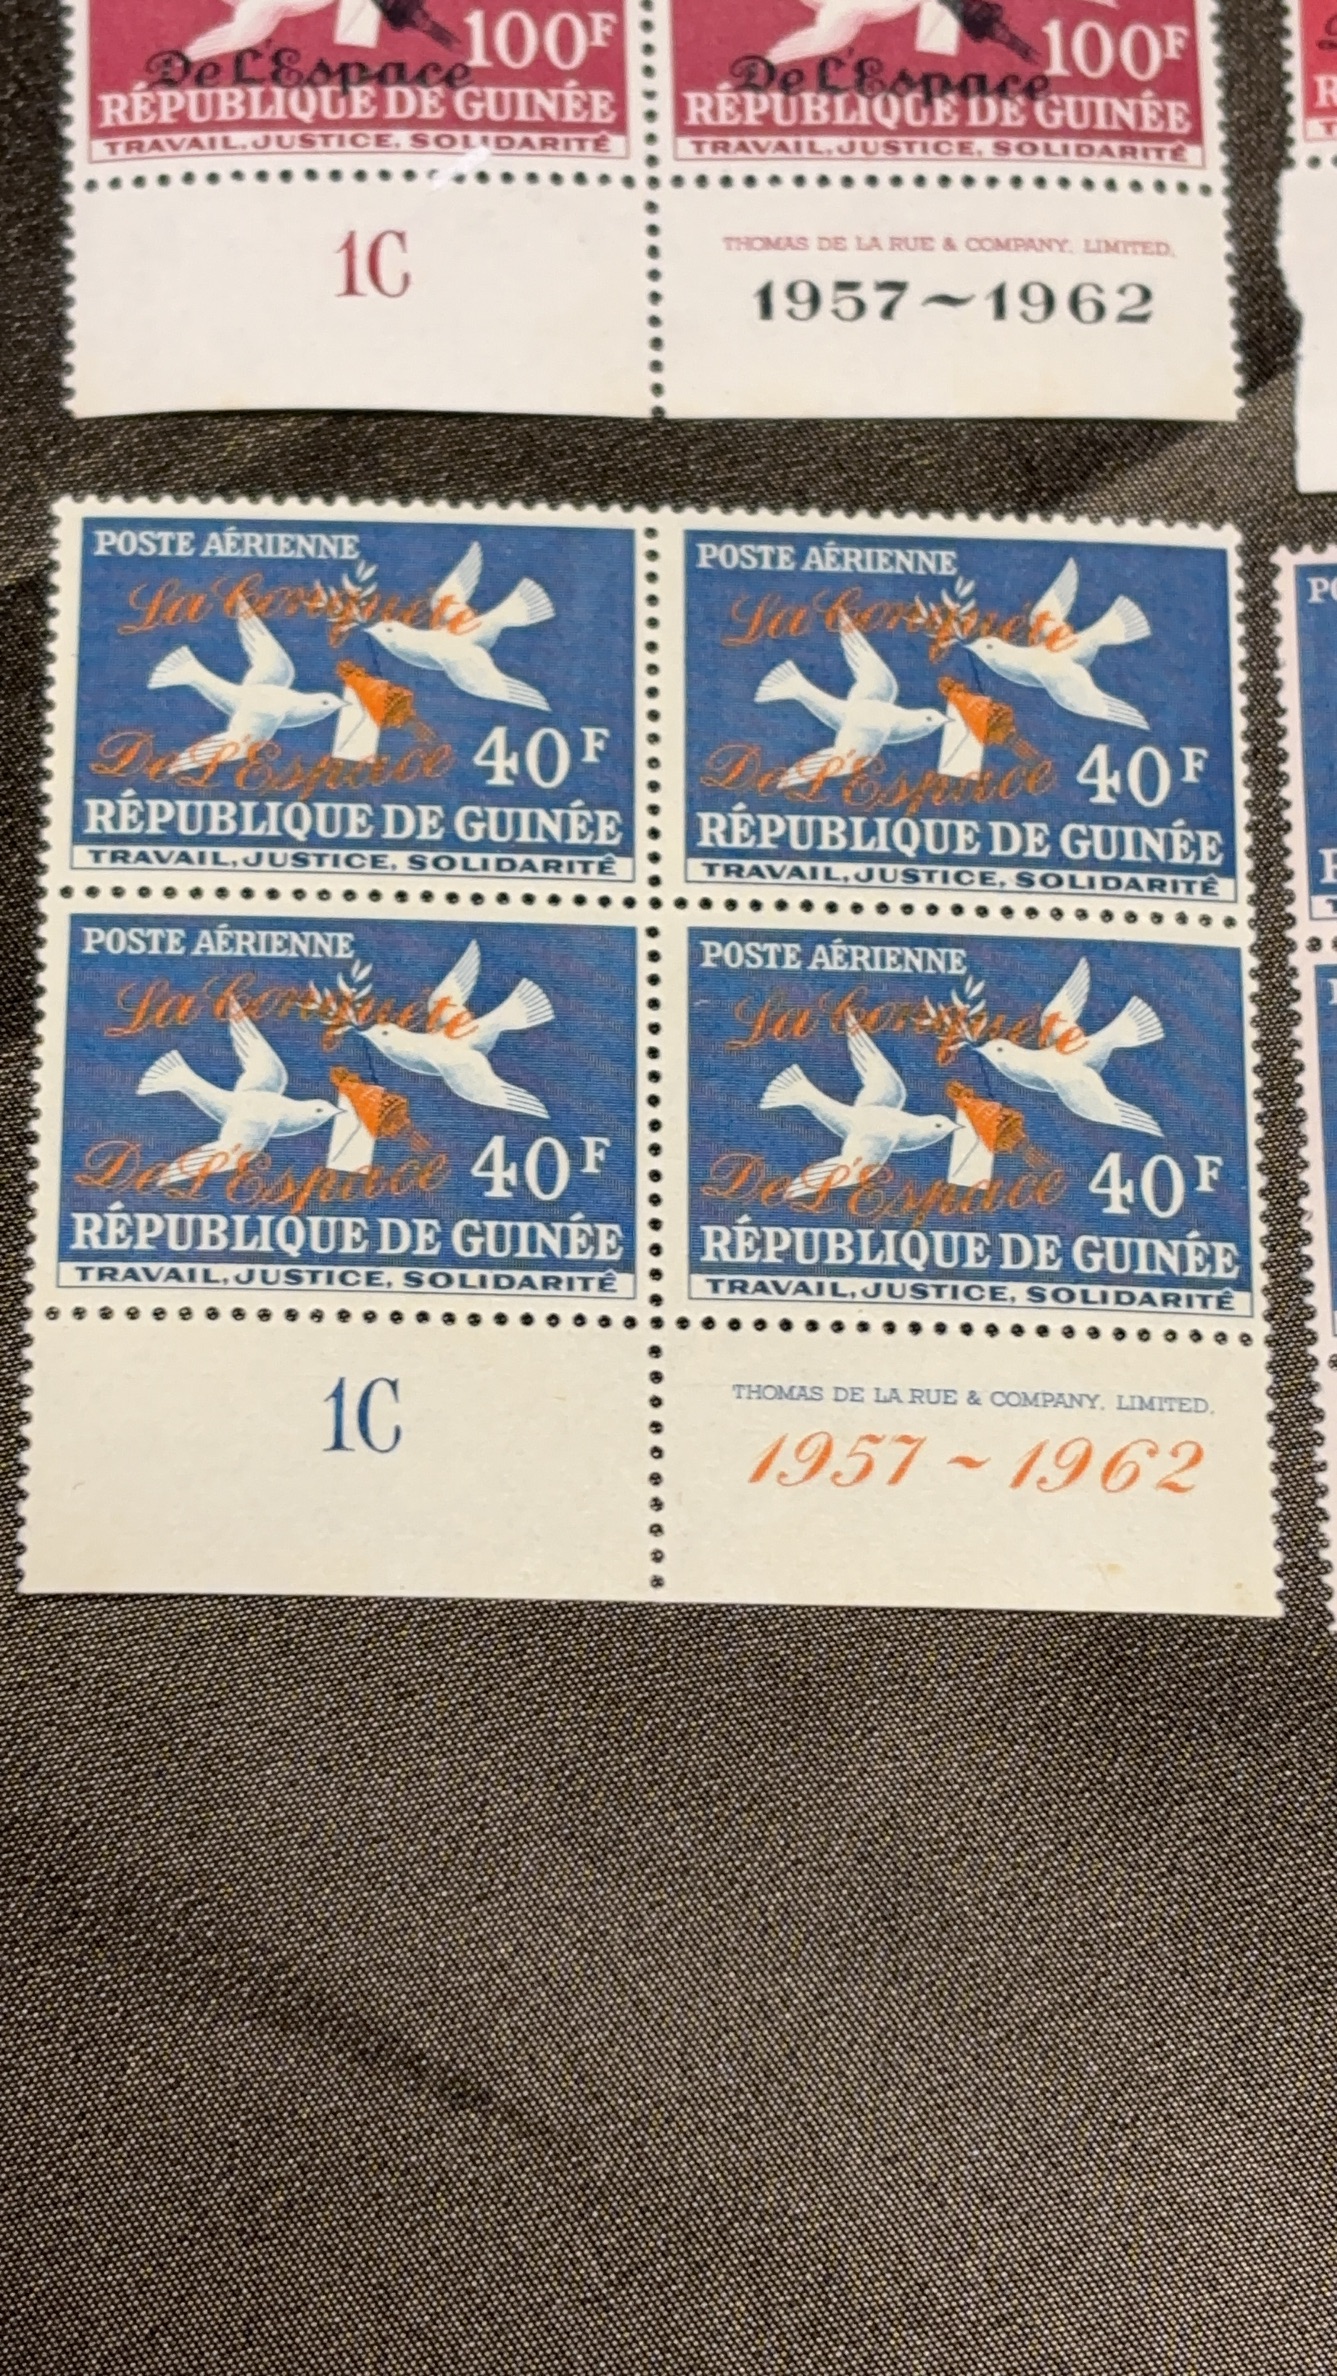 100F 100F
De L'Espace De L'Espace
RÉPUBLIQUE DE GUINÉE RÉPUBLIQUE DE GUINÉE
TRAVAIL, JUSTICE, SOLIDARITÉ TRAVAIL, JUSTICE, SOLIDARITÉ
1C THOMAS DE LA RUE & COMPANY, LIMITED.
1957~1962
POSTE AÉRIENNE POSTE AÉRIENNE
La Conquête La Conquête
De L'Espace 40F De L'Espace 40F
RÉPUBLIQUE DE GUINÉE RÉPUBLIQUE DE GUINÉE
TRAVAIL, JUSTICE, SOLIDARITÉ TRAVAIL, JUSTICE, SOLIDARITÉ
POSTE AÉRIENNE POSTE AÉRIENNE
La Conquête La Conquête
De L'Espace 40F De L'Espace 40F
RÉPUBLIQUE DE GUINÉE RÉPUBLIQUE DE GUINÉE
TRAVAIL, JUSTICE, SOLIDARITÉ TRAVAIL, JUSTICE, SOLIDARITÉ
1C THOMAS DE LA RUE & COMPANY, LIMITED.
1957~1962